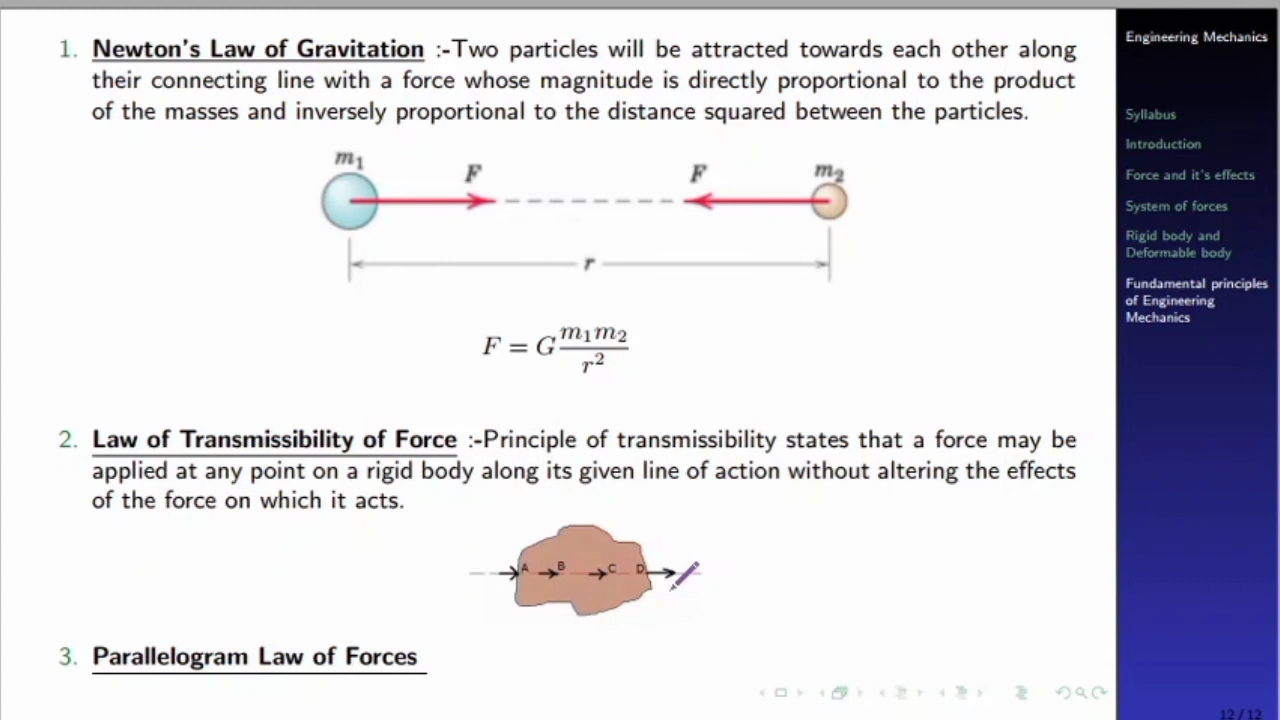 1. Newton's Law of Gravitation :-Two particles will be attracted towards each other along
their connecting line with a force whose magnitude is directly proportional to the product
of the masses and inversely proportional to the distance squared between the particles.
m₁ F F m₂
r
F = G m₁m₂ / r²
2. Law of Transmissibility of Force :-Principle of transmissibility states that a force may be
applied at any point on a rigid body along its given line of action without altering the effects
of the force on which it acts.
A B C D
3. Parallelogram Law of Forces
Engineering Mechanics
Syllabus
Introduction
Force and it's effects
System of forces
Rigid body and
Deformable body
Fundamental principles
of Engineering
Mechanics
12 / 12